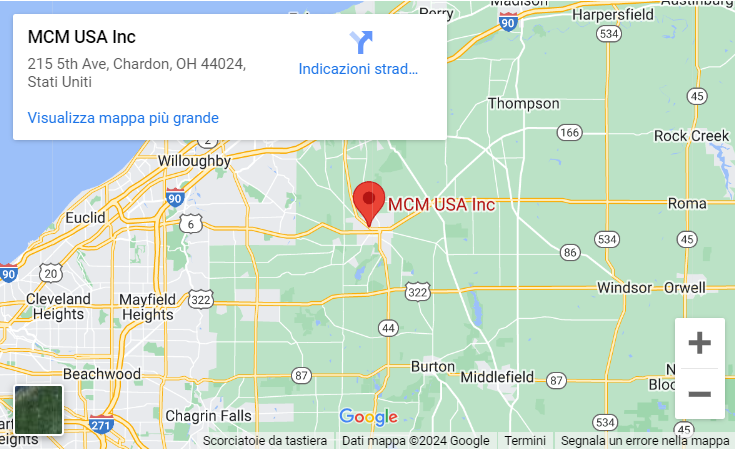 Perry
Madison
Austinburg
90
Harpersfield
534
MCM USA Inc
215 5th Ave, Chardon, OH 44024,
Stati Uniti
Indicazioni strad...
Visualizza mappa più grande
Thompson
45
166
Rock Creek
2
Willoughby
90
MCM USA Inc
Roma
Euclid
6
534
45
86
90
20
Cleveland
Heights
Mayfield
Heights
322
322
Windsor
Orwell
44
+
Beachwood
87
Burton
Middlefield
87
−
Chagrin Falls
Google
534
45
271
Heights
Scorciatoie da tastiera
Dati mappa ©2024 Google
Termini
Segnala un errore nella mappa